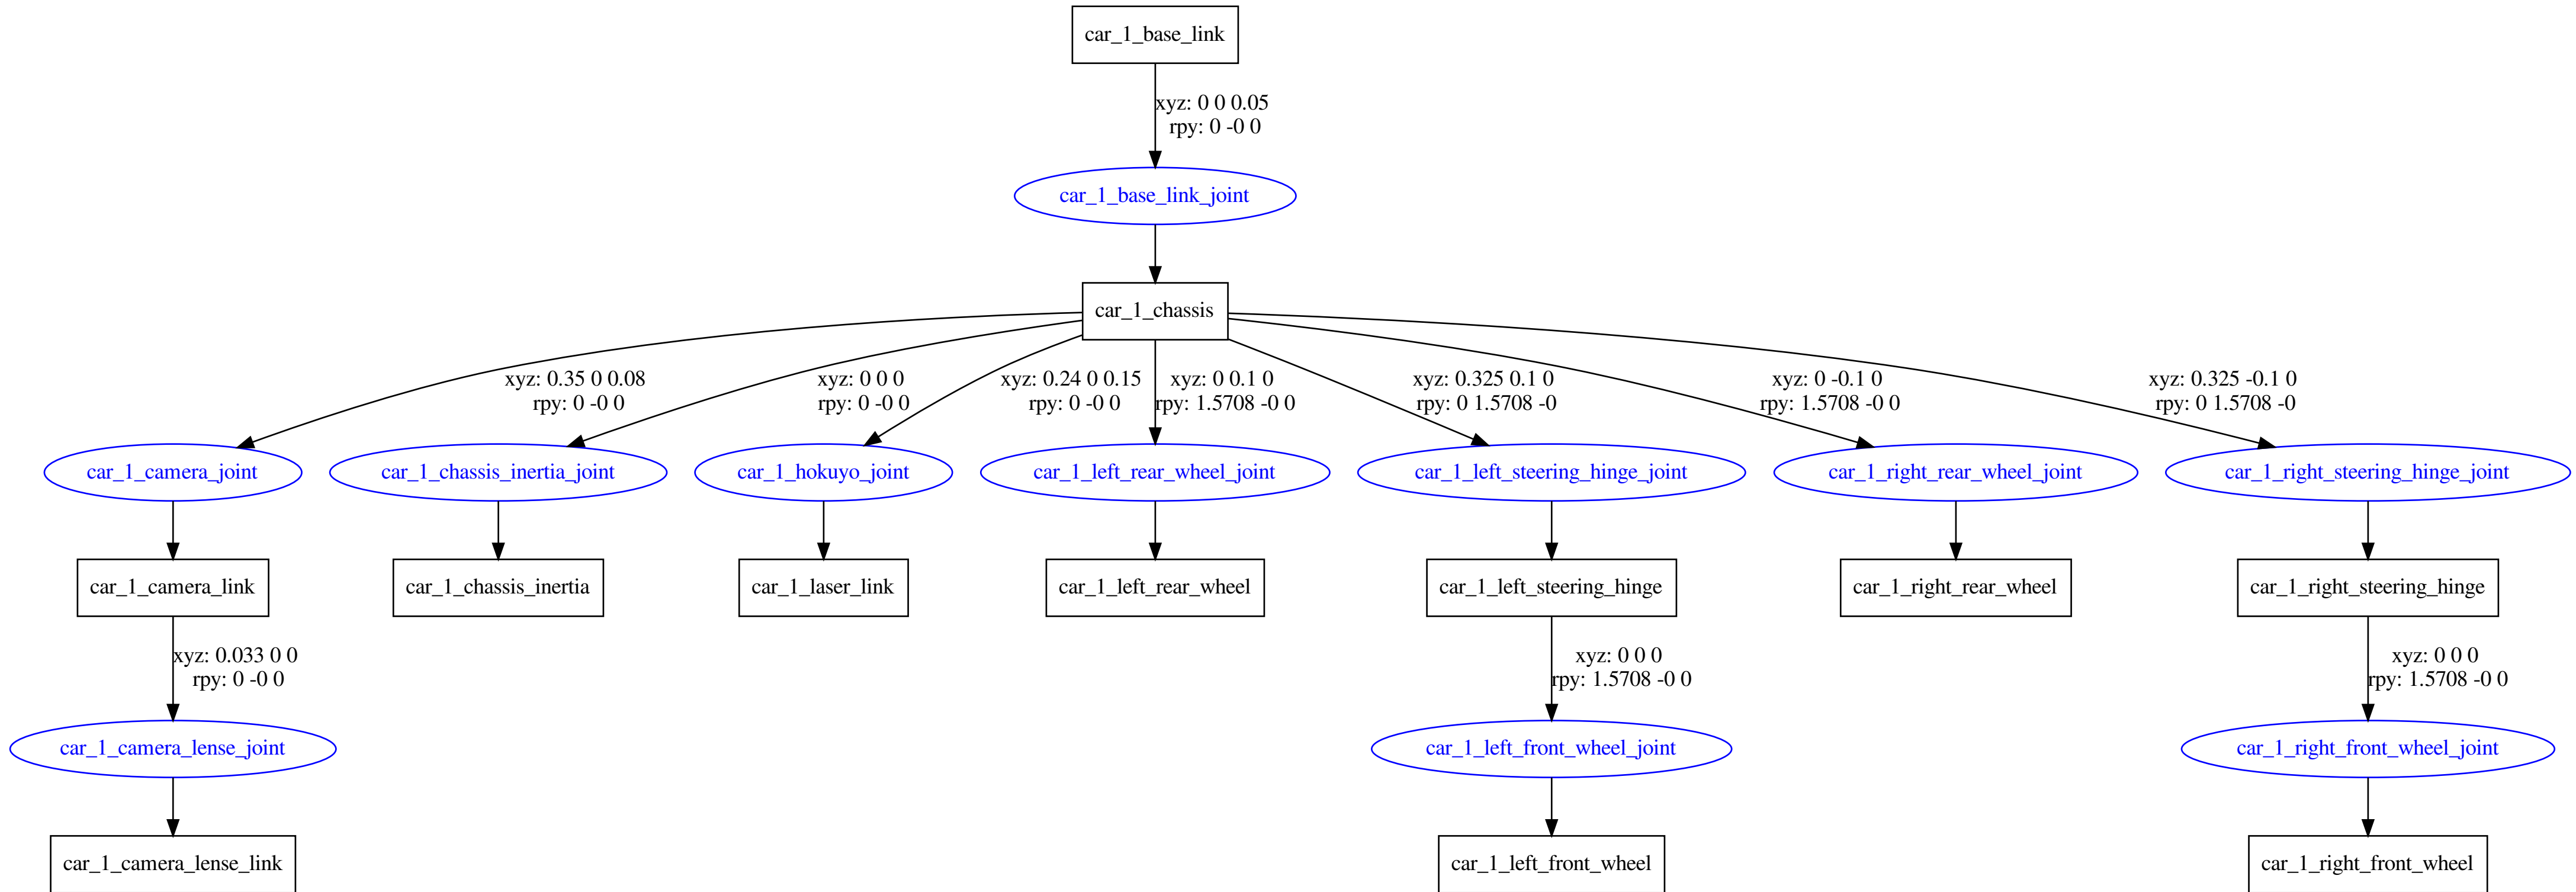 car_1_base_link
xyz: 0 0 0.05
rpy: 0 -0 0
car_1_base_link_joint
car_1_chassis
xyz: 0.35 0 0.08
rpy: 0 -0 0
xyz: 0 0 0
rpy: 0 -0 0
xyz: 0.24 0 0.15
rpy: 0 -0 0
xyz: 0 0.1 0
rpy: 1.5708 -0 0
xyz: 0.325 0.1 0
rpy: 0 1.5708 -0
xyz: 0 -0.1 0
rpy: 1.5708 -0 0
xyz: 0.325 -0.1 0
rpy: 0 1.5708 -0
car_1_camera_joint
car_1_chassis_inertia_joint
car_1_hokuyo_joint
car_1_left_rear_wheel_joint
car_1_left_steering_hinge_joint
car_1_right_rear_wheel_joint
car_1_right_steering_hinge_joint
car_1_camera_link
car_1_chassis_inertia
car_1_laser_link
car_1_left_rear_wheel
car_1_left_steering_hinge
car_1_right_rear_wheel
car_1_right_steering_hinge
xyz: 0.033 0 0
rpy: 0 -0 0
xyz: 0 0 0
rpy: 1.5708 -0 0
xyz: 0 0 0
rpy: 1.5708 -0 0
car_1_camera_lense_joint
car_1_left_front_wheel_joint
car_1_right_front_wheel_joint
car_1_camera_lense_link
car_1_left_front_wheel
car_1_right_front_wheel